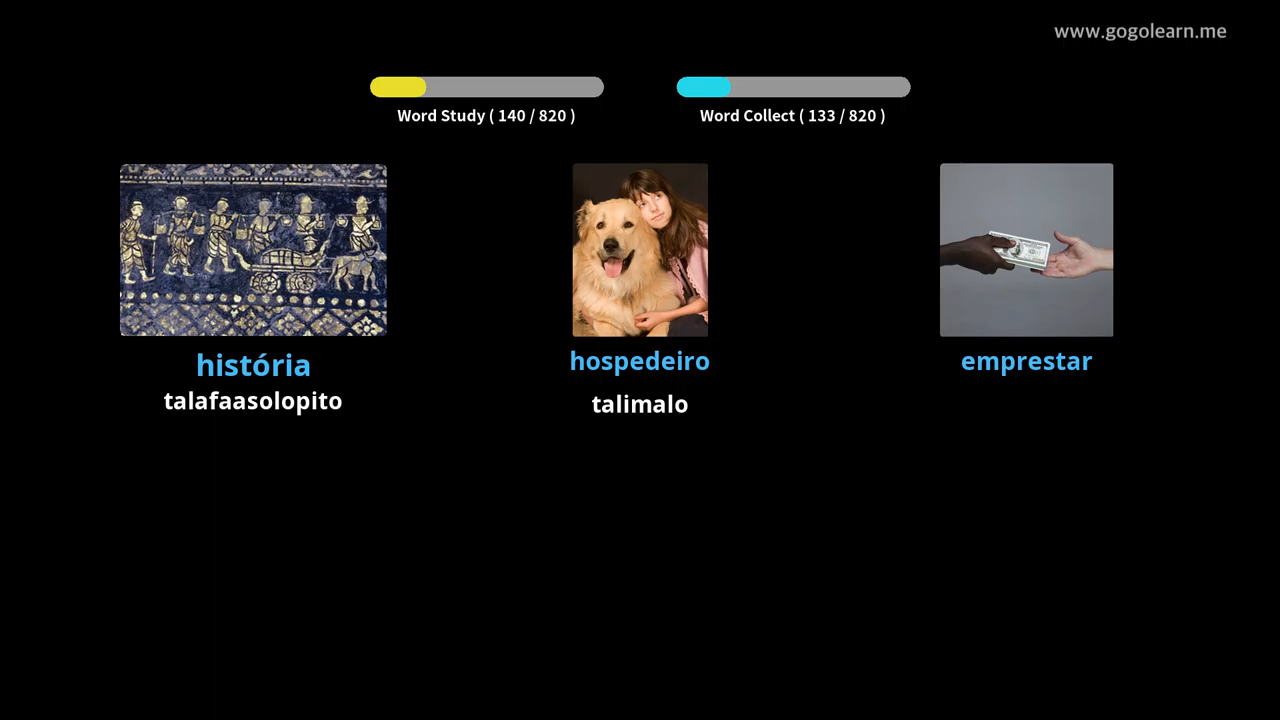 www.gogolearn.me
Word Study ( 140 / 820 )
Word Collect ( 133 / 820 )
história
talafaasolopito
hospedeiro
talimalo
emprestar